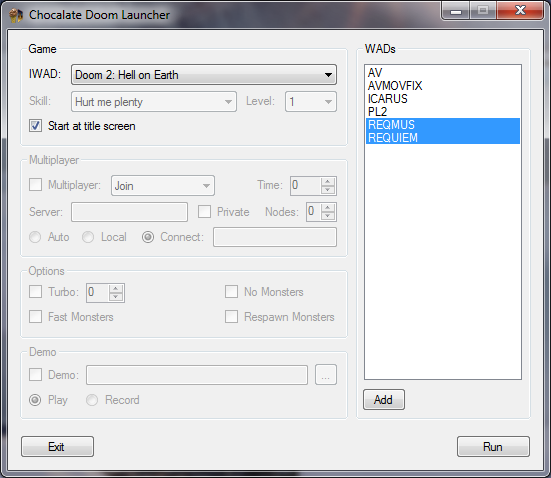 Chocalate Doom Launcher
Game
IWAD: Doom 2: Hell on Earth
Skill: Hurt me plenty Level: 1
Start at title screen
Multiplayer
Multiplayer: Join Time: 0
Server: Private Nodes: 0
Auto Local Connect:
Options
Turbo: 0 No Monsters
Fast Monsters Respawn Monsters
Demo
Demo: ...
Play Record
WADs
AV
AVMOVFIX
ICARUS
PL2
REQMUS
REQUIEM
Add
Exit Run